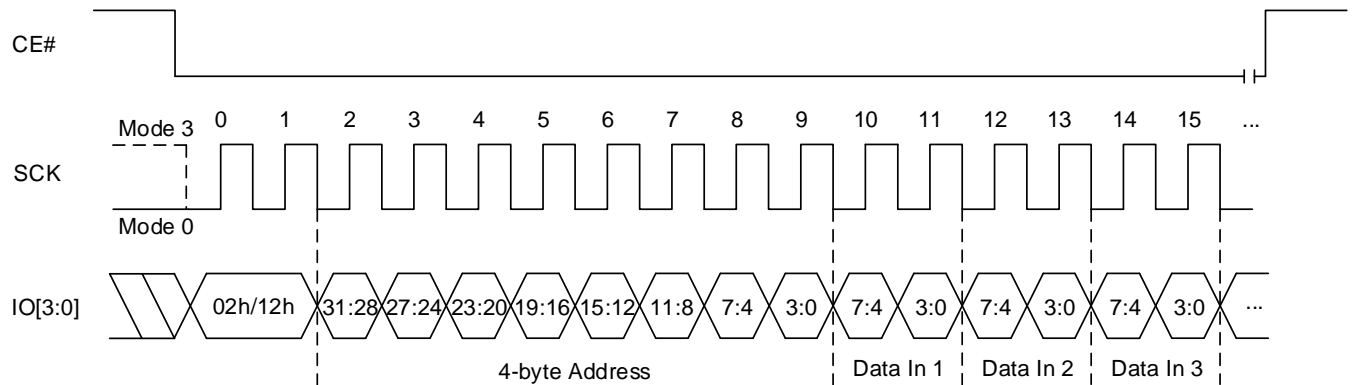 CE#
Mode 3 0 1 2 3 4 5 6 7 8 9 10 11 12 13 14 15 ...
SCK
Mode 0
IO[3:0] 02h/12h 31:28 27:24 23:20 19:16 15:12 11:8 7:4 3:0 7:4 3:0 7:4 3:0 7:4 3:0 ...
4-byte Address Data In 1 Data In 2 Data In 3